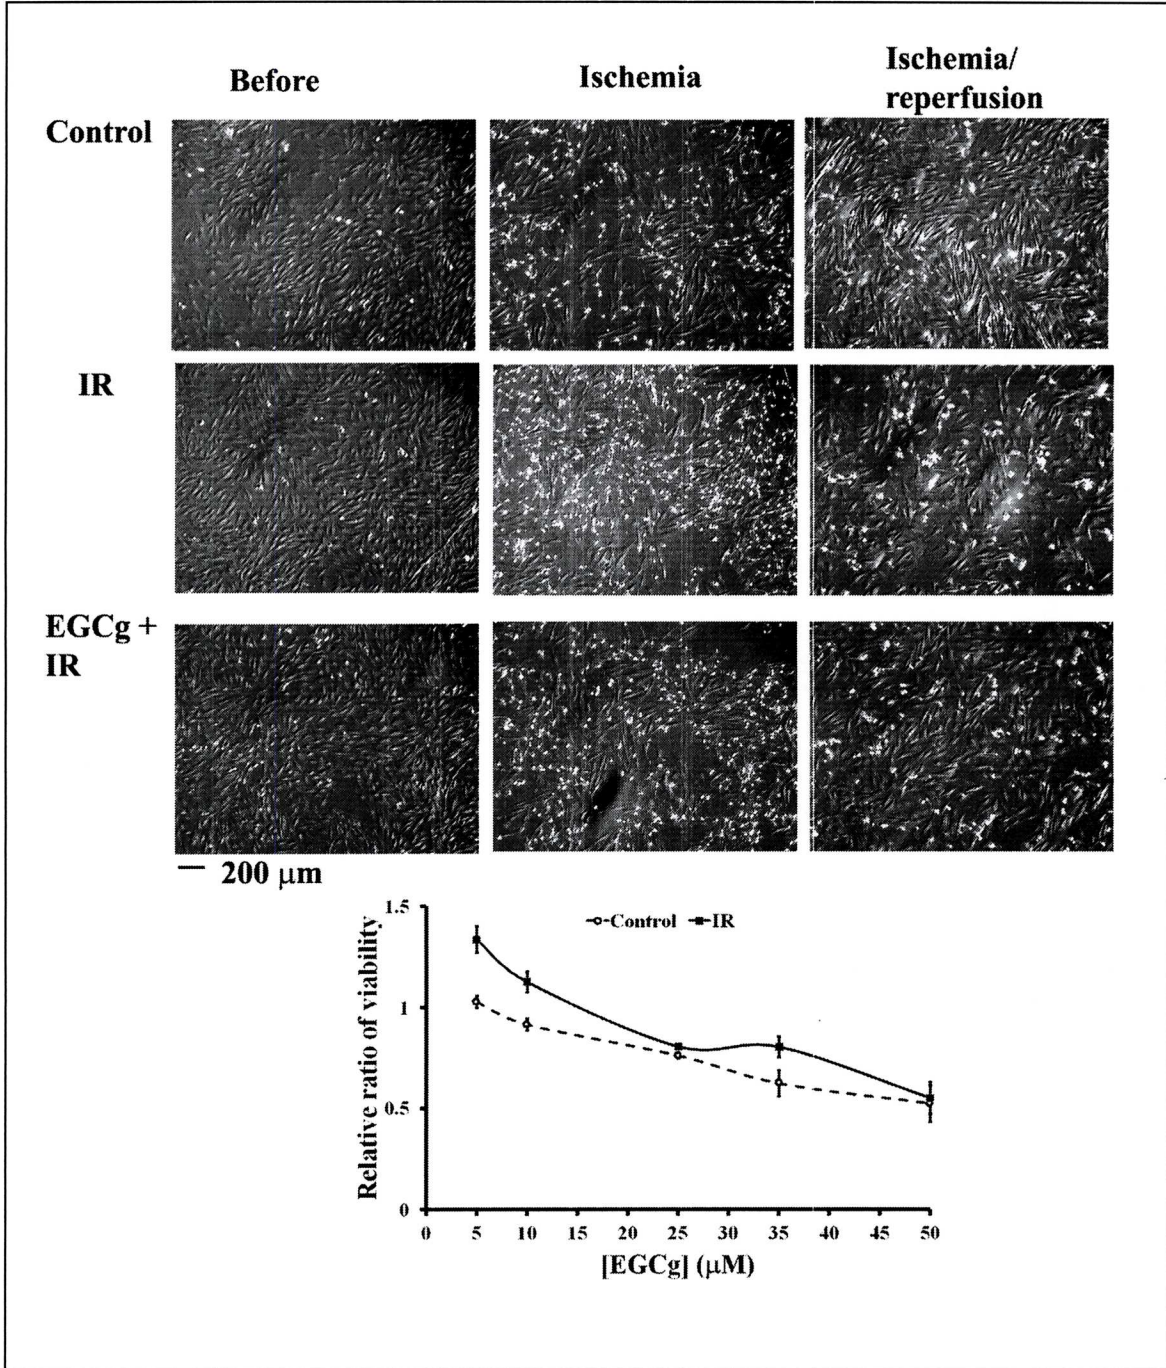 Before
Ischemia
Ischemia/
reperfusion
Control
IR
EGCg +
IR
200 μm
Control
IR
Relative ratio of viability
1.5
1
0.5
0
0 5 10 15 20 25 30 35 40 45 50
[EGCg] (μM)